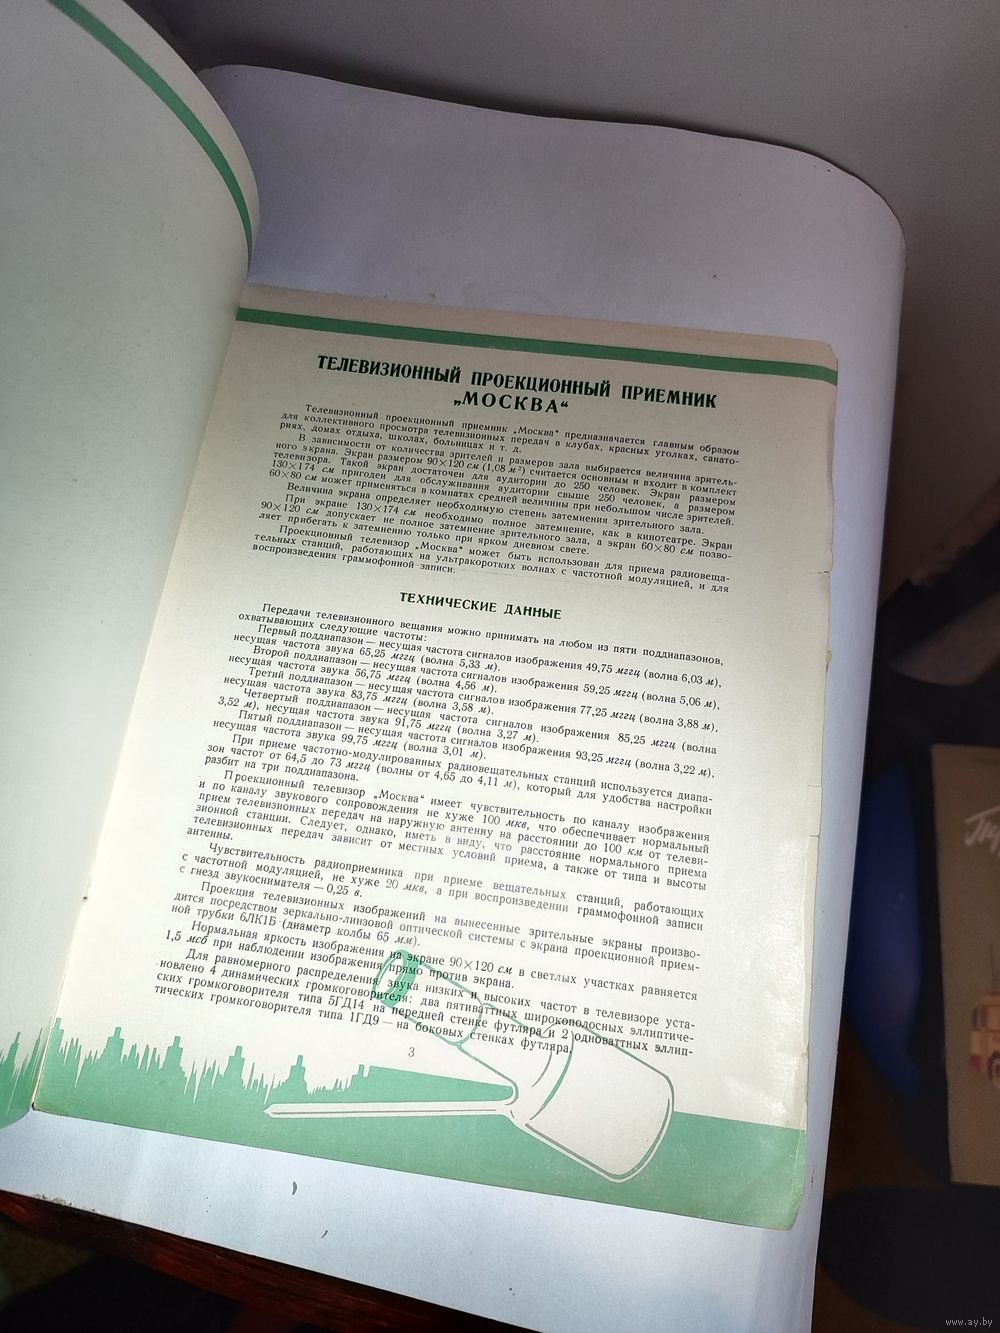 ТЕЛЕВИЗИОННЫЙ ПРОЕКЦИОННЫЙ ПРИЕМНИК
„МОСКВА“
Телевизионный проекционный приемник „Москва“ предназначается главным образом
для коллективного просмотра телевизионных передач в клубах, красных уголках, санато-
риях, домах отдыха, школах, больницах и т. д.
В зависимости от количества зрителей и размеров зала выбирается величина зритель-
ного экрана. Экран размером 90×120 см (1,08 м²) считается основным и входит в комплект
телевизора. Такой экран достаточен для аудитории до 250 человек. Экран размером
130×174 см пригоден для обслуживания аудитории свыше 250 человек, а размером
60×80 см может применяться в комнатах средней величины при небольшом числе зрителей.
Величина экрана определяет необходимую степень затемнения зрительного зала.
При экране 130×174 см необходимо полное затемнение, как в кинотеатре. Экран
90×120 см допускает не полное затемнение зрительного зала, а экран 60×80 см позво-
ляет прибегать к затемнению только при ярком дневном свете.
Проекционный телевизор „Москва“ может быть использован для приема радиовеща-
тельных станций, работающих на ультракоротких волнах с частотной модуляцией, и для
воспроизведения граммофонной записи.
ТЕХНИЧЕСКИЕ ДАННЫЕ
Передачи телевизионного вещания можно принимать на любом из пяти поддиапазонов,
охватывающих следующие частоты:
Первый поддиапазон — несущая частота сигналов изображения 49,75 мггц (волна 6,03 м),
несущая частота звука 65,25 мггц (волна 5,33 м).
Второй поддиапазон — несущая частота сигналов изображения 59,25 мггц (волна 5,06 м),
несущая частота звука 56,75 мггц (волна 4,56 м).
Третий поддиапазон — несущая частота сигналов изображения 77,25 мггц (волна 3,88 м),
несущая частота звука 83,75 мггц (волна 3,58 м).
Четвертый поддиапазон — несущая частота сигналов изображения 85,25 мггц (волна
3,52 м), несущая частота звука 91,75 мггц (волна 3,27 м).
Пятый поддиапазон — несущая частота сигналов изображения 93,25 мггц (волна 3,22 м),
несущая частота звука 99,75 мггц (волна 3,01 м).
При приеме частотно-модулированных радиовещательных станций используется диапа-
зон частот от 64,5 до 73 мггц (волны от 4,65 до 4,11 м), который для удобства настройки
разбит на три поддиапазона.
Проекционный телевизор „Москва“ имеет чувствительность по каналу изображения
и по каналу звукового сопровождения не хуже 100 мкв, что обеспечивает нормальный
прием телевизионных передач на наружную антенну на расстоянии до 100 км от телеви-
зионной станции. Следует, однако, иметь в виду, что расстояние нормального приема
телевизионных передач зависит от местных условий приема, а также от типа и высоты
антенны.
Чувствительность радиоприемника при приеме вещательных станций, работающих
с частотной модуляцией, не хуже 20 мкв, а при воспроизведении граммофонной записи
с гнезд звукоснимателя — 0,25 в.
Проекция телевизионных изображений на вынесенные зрительные экраны произво-
дится посредством зеркально-линзовой оптической системы с экрана проекционной прием-
ной трубки 6ЛК1Б (диаметр колбы 65 мм).
Нормальная яркость изображения на экране 90×120 см в светлых участках равняется
1,5 мсб при наблюдении изображения прямо против экрана.
Для равномерного распределения звука низких и высоких частот в телевизоре уста-
новлено 4 динамических громкоговорителя: два пятиваттных широкополосных эллиптиче-
ских громкоговорителя типа 5ГД14 на передней стенке футляра и 2 одноваттных эллип-
тических громкоговорителя типа 1ГД9 — на боковых стенках футляра.
3
www.ay.by